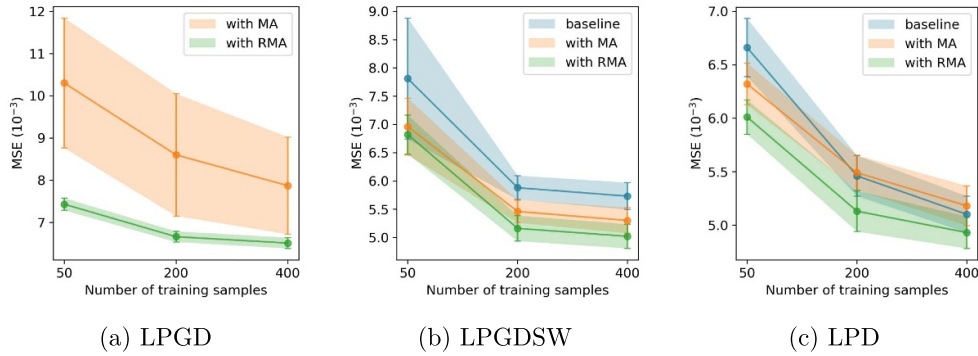 12
11
10
9
8
7
MSE (10⁻³)
50
200
400
Number of training samples
with MA
with RMA
(a) LPGD
9.0
8.5
8.0
7.5
7.0
6.5
6.0
5.5
5.0
MSE (10⁻³)
50
200
400
Number of training samples
baseline
with MA
with RMA
(b) LPGDSW
7.0
6.5
6.0
5.5
5.0
MSE (10⁻³)
50
200
400
Number of training samples
baseline
with MA
with RMA
(c) LPD